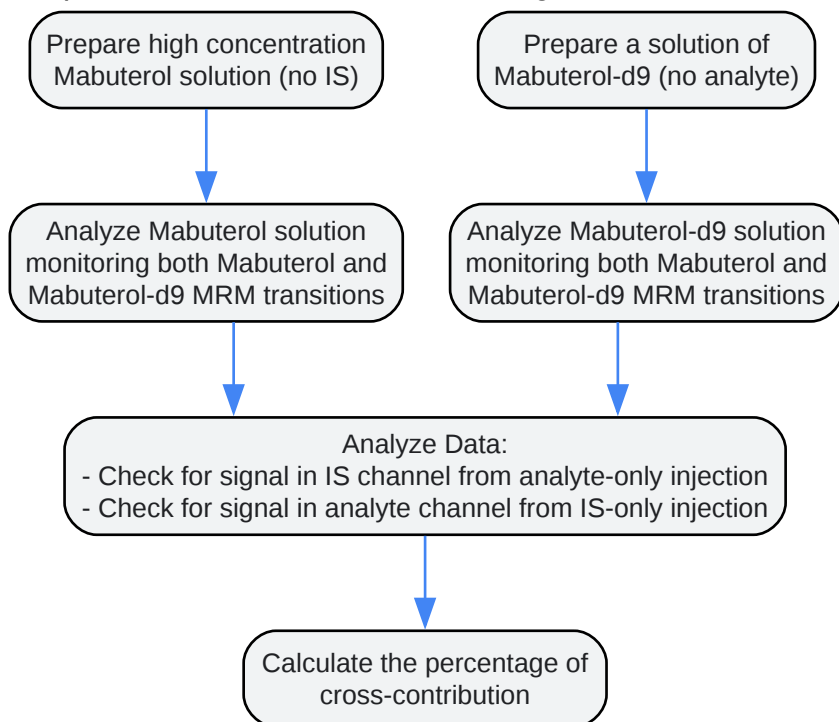 Prepare high concentration
Mabuterol solution (no IS)
Prepare a solution of
Mabuterol-d9 (no analyte)
Analyze Mabuterol solution
monitoring both Mabuterol and
Mabuterol-d9 MRM transitions
Analyze Mabuterol-d9 solution
monitoring both Mabuterol and
Mabuterol-d9 MRM transitions
Analyze Data:
- Check for signal in IS channel from analyte-only injection
- Check for signal in analyte channel from IS-only injection
Calculate the percentage of
cross-contribution